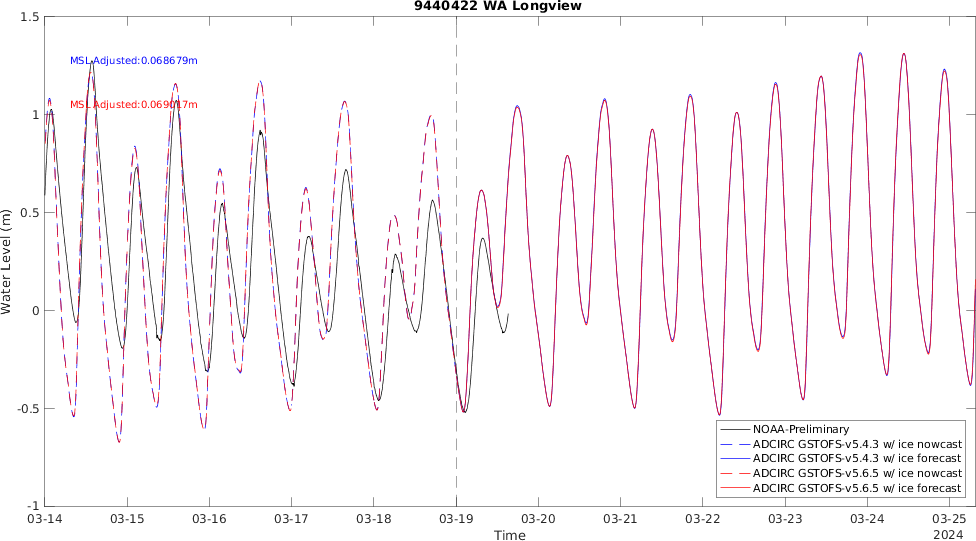 9440422 WA Longview
1.5
1
0.5
0
-0.5
-1
Water Level (m)
MSL Adjusted:0.068679m
MSL Adjusted:0.069017m
NOAA-Preliminary
ADCIRC GSTOFS-v5.4.3 w/ ice nowcast
ADCIRC GSTOFS-v5.4.3 w/ ice forecast
ADCIRC GSTOFS-v5.6.5 w/ ice nowcast
ADCIRC GSTOFS-v5.6.5 w/ ice forecast
03-14 03-15 03-16 03-17 03-18 03-19 03-20 03-21 03-22 03-23 03-24 03-25
2024
Time